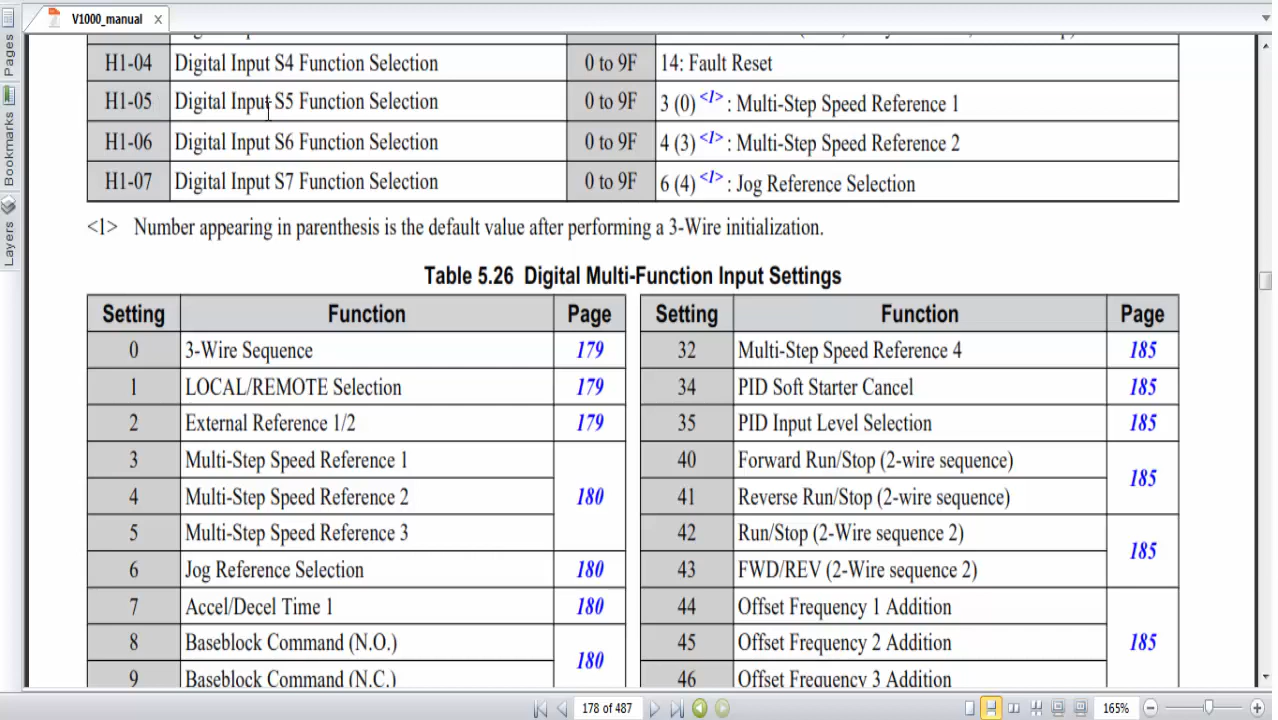 V1000_manual x
Pages
Bookmarks
Layers
H1-04 Digital Input S4 Function Selection 0 to 9F 14: Fault Reset
H1-05 Digital Input S5 Function Selection 0 to 9F 3 (0) <1> : Multi-Step Speed Reference 1
H1-06 Digital Input S6 Function Selection 0 to 9F 4 (3) <1> : Multi-Step Speed Reference 2
H1-07 Digital Input S7 Function Selection 0 to 9F 6 (4) <1> : Jog Reference Selection
<1> Number appearing in parenthesis is the default value after performing a 3-Wire initialization.
Table 5.26 Digital Multi-Function Input Settings
Setting Function Page Setting Function Page
0 3-Wire Sequence 179 32 Multi-Step Speed Reference 4 185
1 LOCAL/REMOTE Selection 179 34 PID Soft Starter Cancel 185
2 External Reference 1/2 179 35 PID Input Level Selection 185
3 Multi-Step Speed Reference 1 40 Forward Run/Stop (2-wire sequence)
185
4 Multi-Step Speed Reference 2 180 41 Reverse Run/Stop (2-wire sequence)
5 Multi-Step Speed Reference 3 42 Run/Stop (2-Wire sequence 2)
185
6 Jog Reference Selection 180 43 FWD/REV (2-Wire sequence 2)
7 Accel/Decel Time 1 180 44 Offset Frequency 1 Addition
8 Baseblock Command (N.O.) 45 Offset Frequency 2 Addition 185
180
9 Baseblock Command (N.C.) 46 Offset Frequency 3 Addition
178 of 487 165%